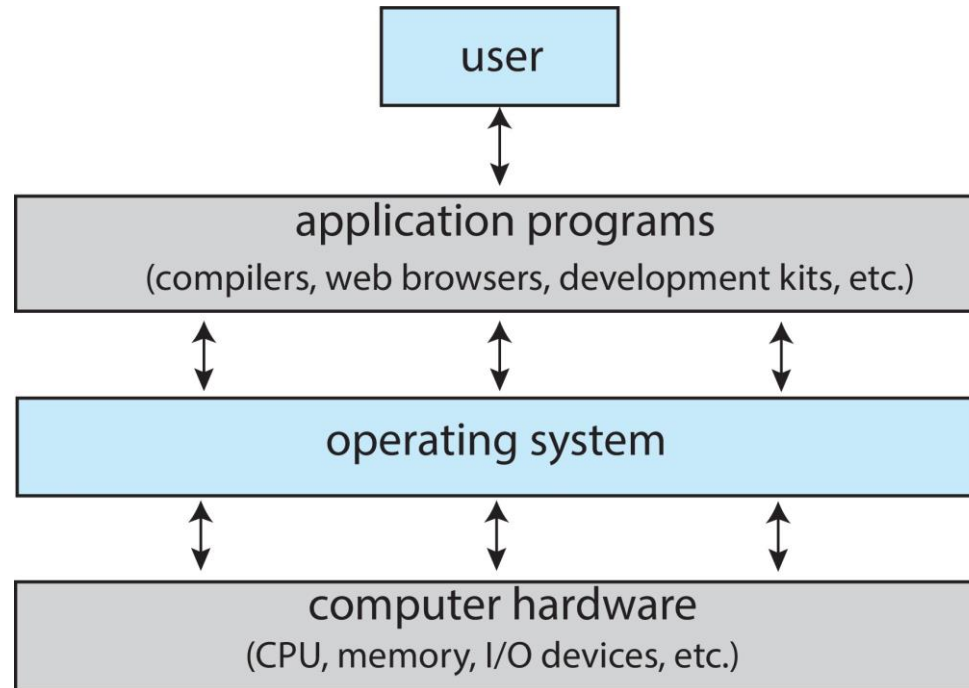 user
application programs
(compilers, web browsers, development kits, etc.)
operating system
computer hardware
(CPU, memory, I/O devices, etc.)